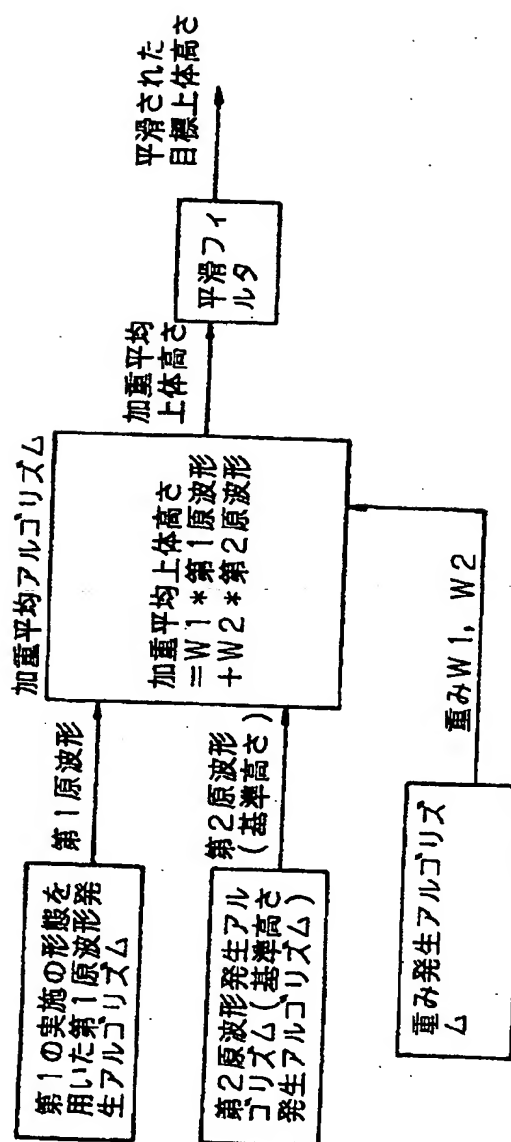 第1の実施の形態を
用いた第1原波形発
生アルゴリズム
第1原波形
第2原波形発生アル
ゴリズム(基準高さ
発生アルゴリズム)
第2原波形
(基準高さ)
重み発生アルゴリズ
ム
重みW1, W2
加重平均アルゴリズム
加重平均上体高さ
=W1*第1原波形
+W2*第2原波形
加重平均
上体高さ
平滑フィ
ルタ
平滑された
目標上体高さ